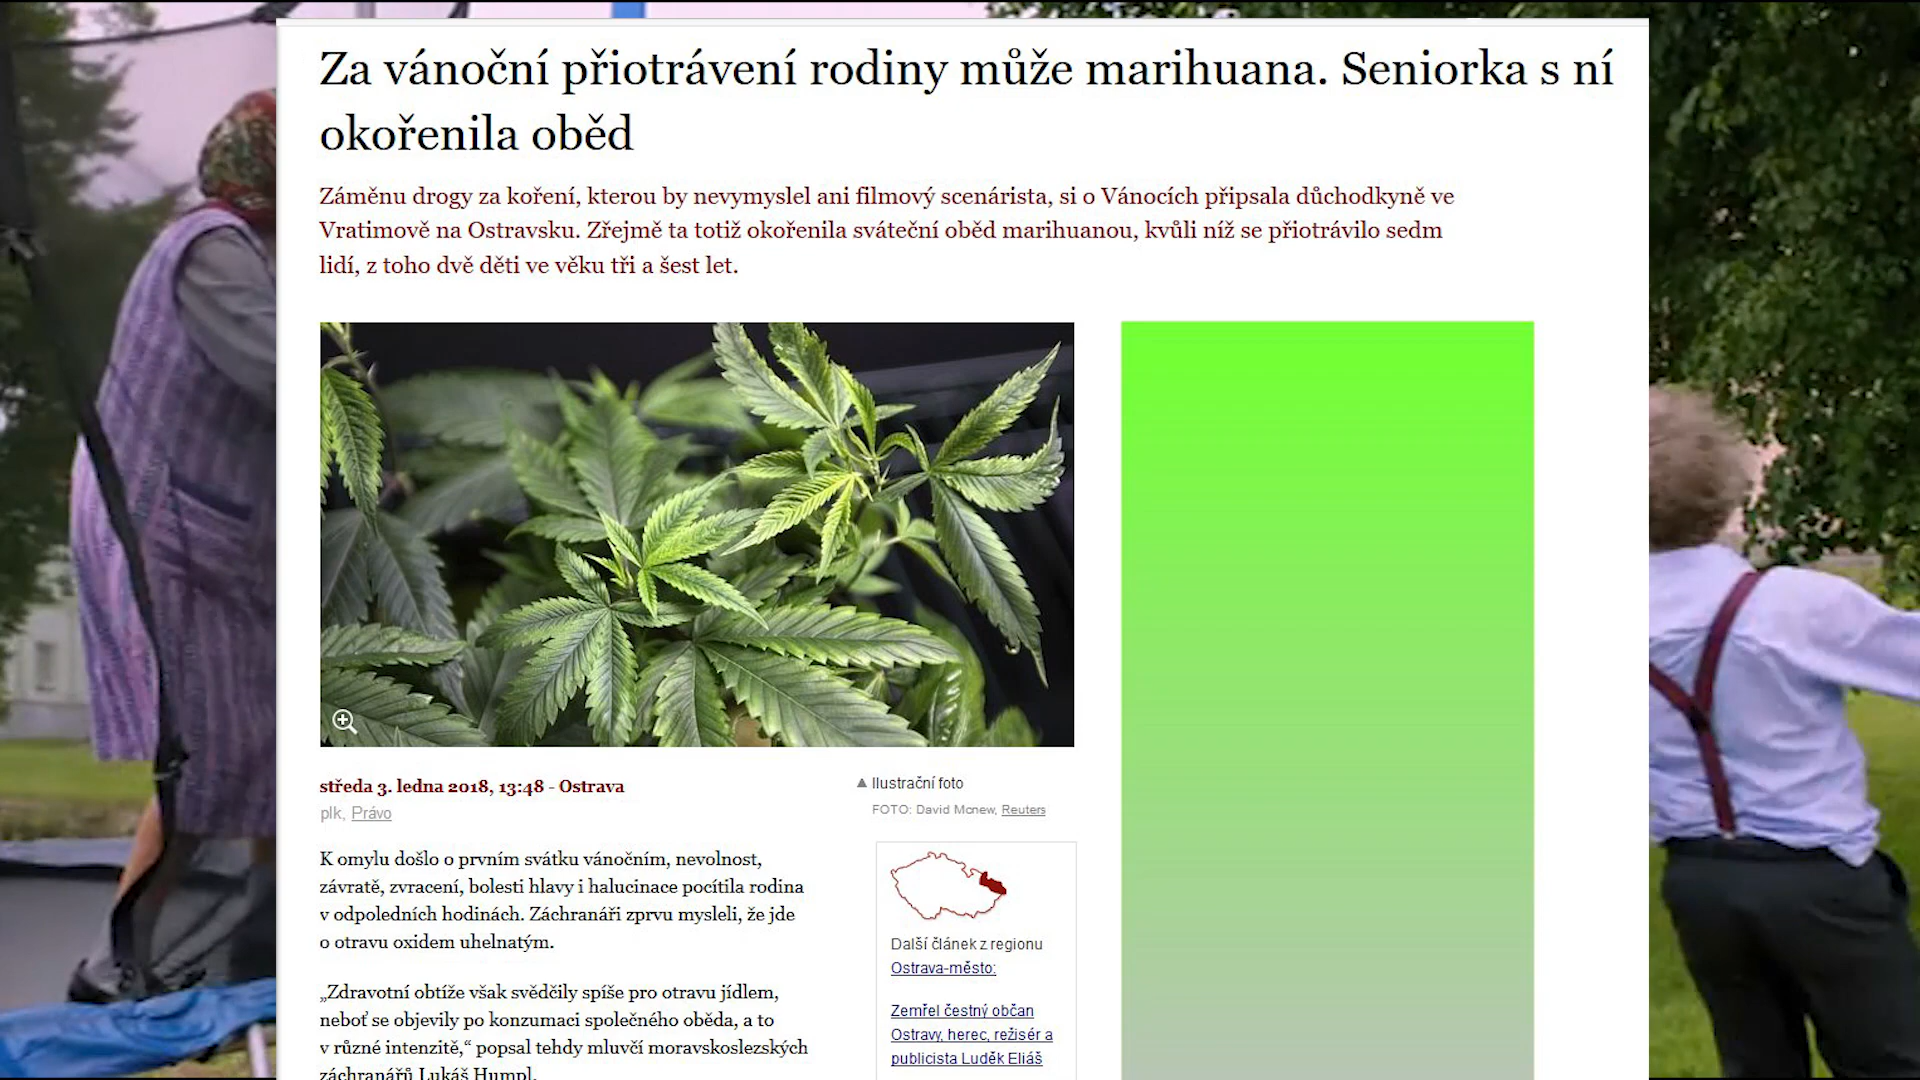 Za vánoční přiotrávení rodiny může marihuana. Seniorka s ní
okořenila oběd
Záměnu drogy za koření, kterou by nevymyslel ani filmový scenárista, si o Vánocích připsala důchodkyně ve
Vratimově na Ostravsku. Zřejmě ta totiž okořenila sváteční oběd marihuanou, kvůli níž se přiotrávilo sedm
lidí, z toho dvě děti ve věku tři a šest let.
středa 3. ledna 2018, 13:48 - Ostrava
plk, Právo
Ilustrační foto
FOTO: David Mcnew, Reuters
K omylu došlo o prvním svátku vánočním, nevolnost,
závratě, zvracení, bolesti hlavy i halucinace pocítila rodina
v odpoledních hodinách. Záchranáři zprvu mysleli, že jde
o otravu oxidem uhelnatým.
„Zdravotní obtíže však svědčily spíše pro otravu jídlem,
neboť se objevily po konzumaci společného oběda, a to
v různé intenzitě,“ popsal tehdy mluvčí moravskoslezských
záchranářů Lukáš Humpl.
Další článek z regionu
Ostrava-město:
Zemřel čestný občan
Ostravy, herec, režisér a
publicista Luděk Eliáš